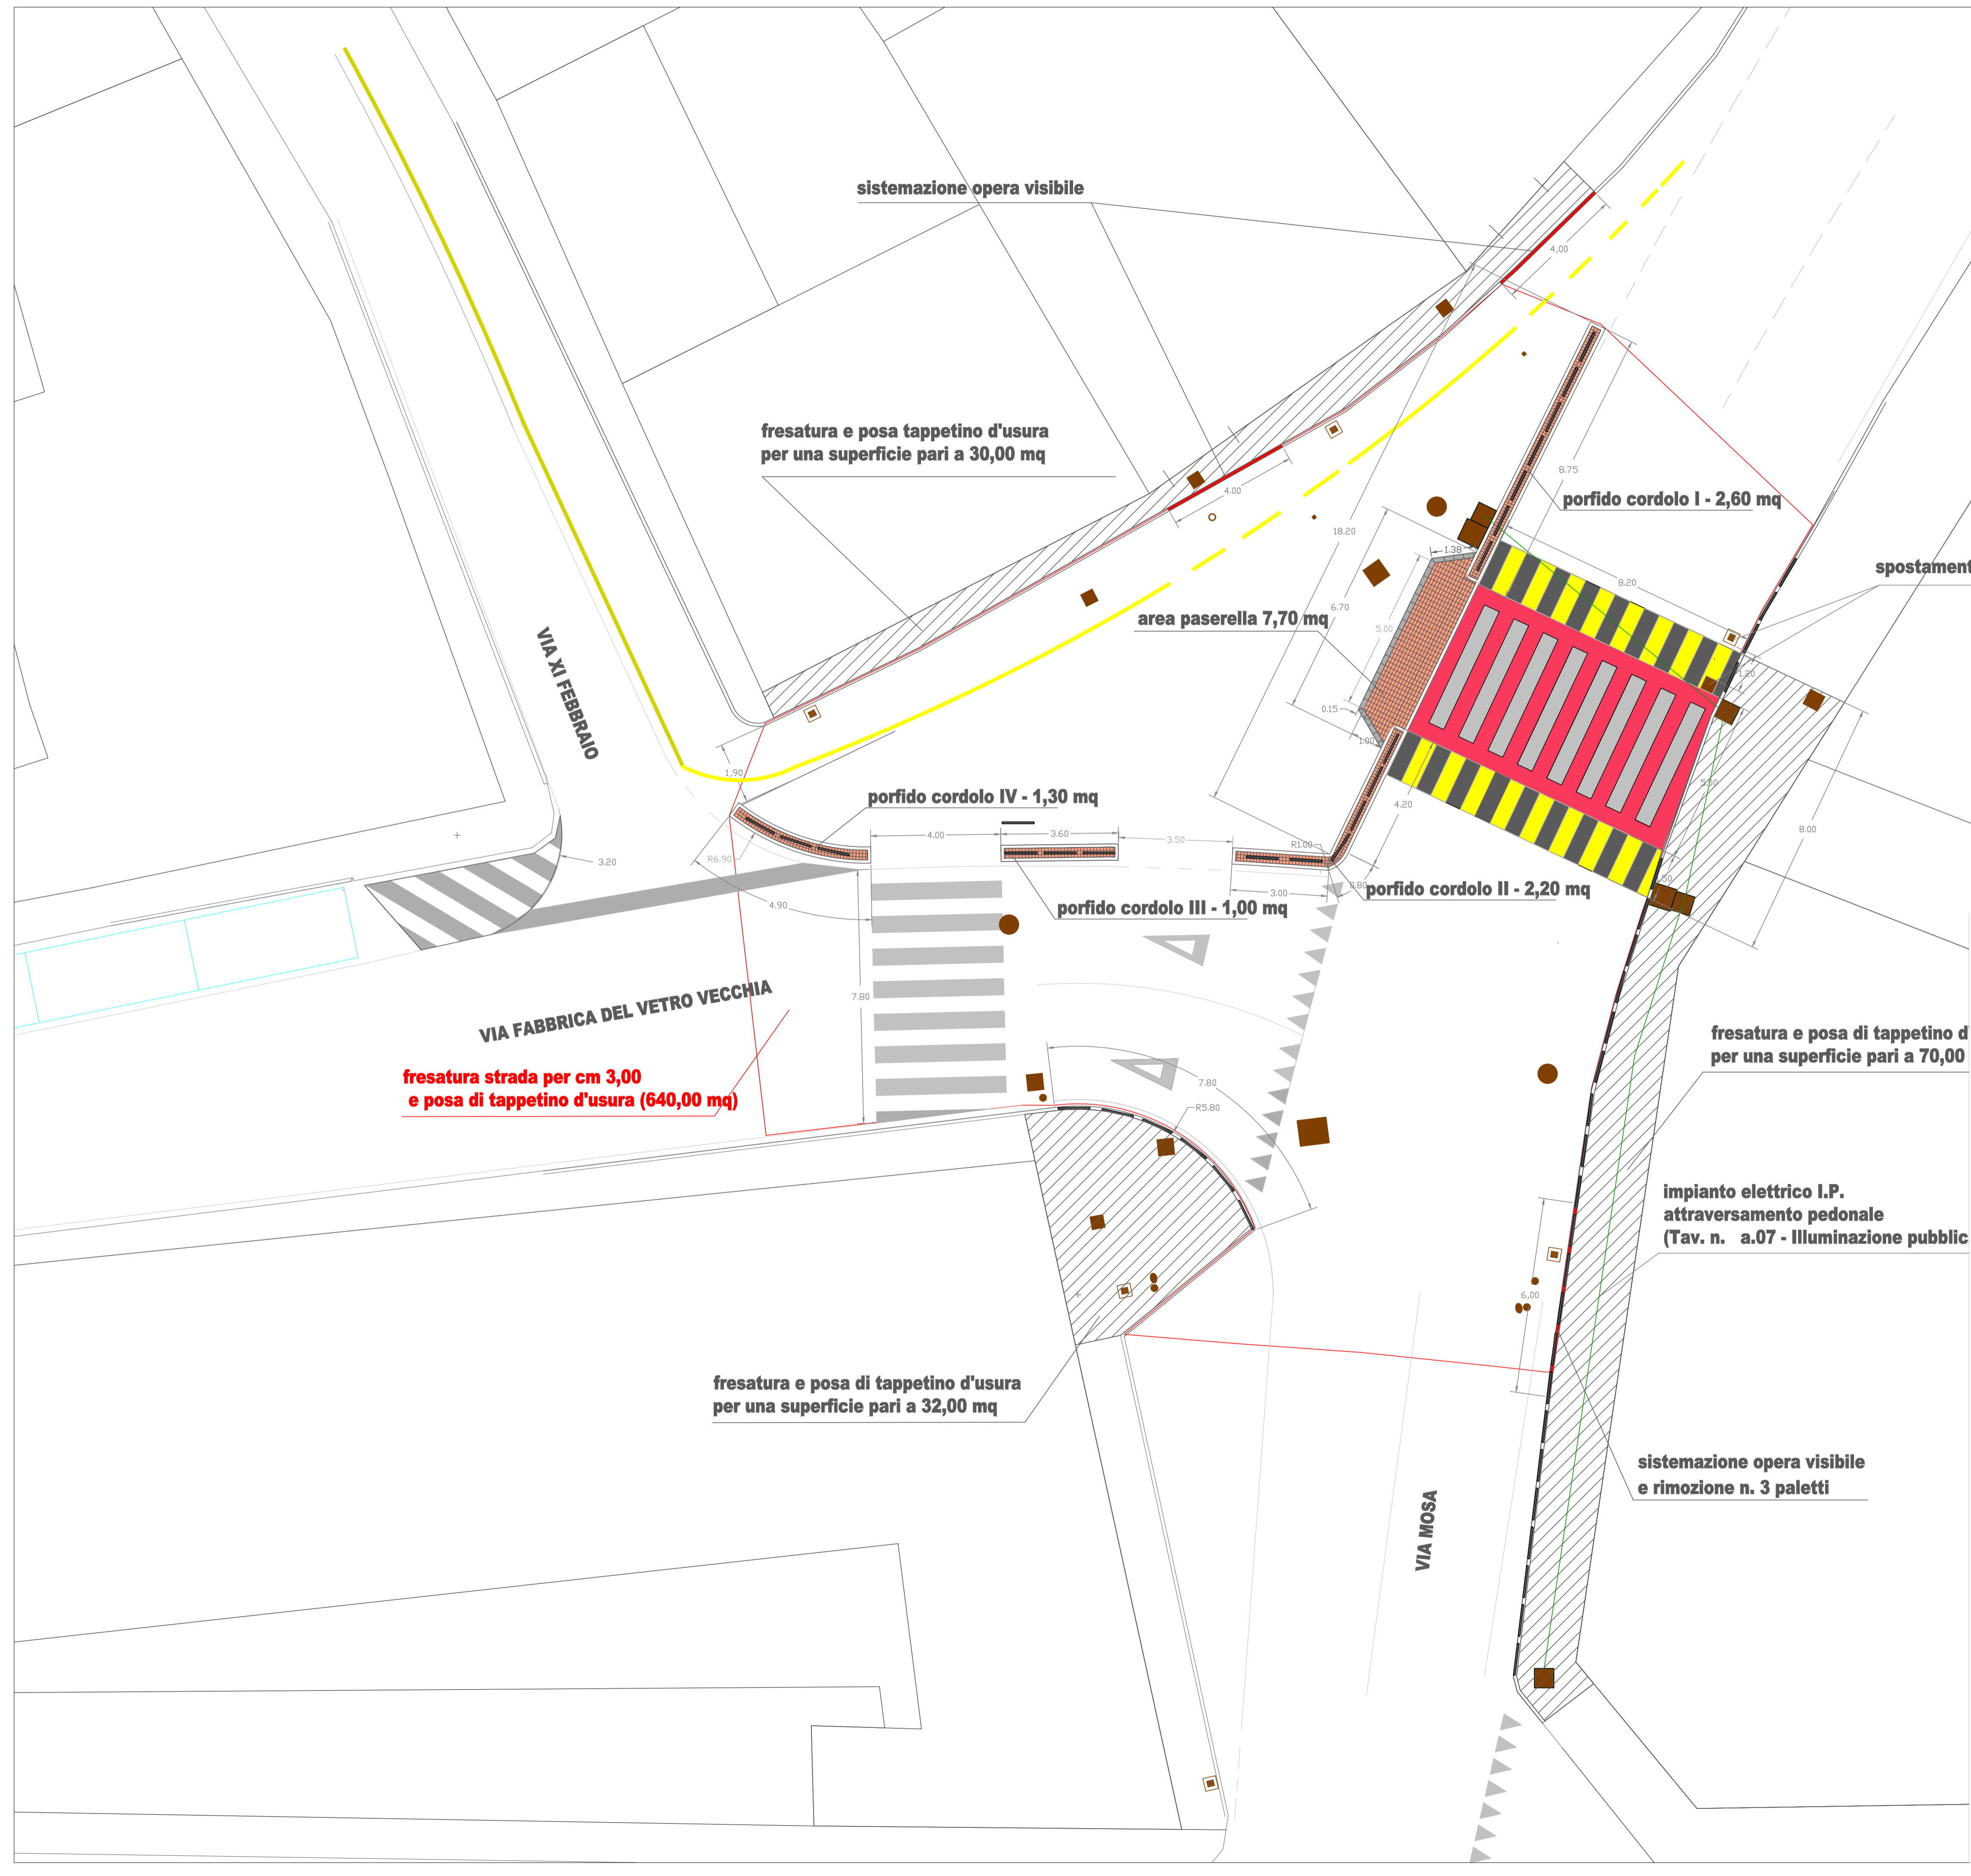 sistemazione opera visibile
4,00
fresatura e posa tappetino d'usura
per una superficie pari a 30,00 mq
4.00
8.75
porfido cordolo I - 2,60 mq
18.20
1.38
8.20
spostament
6.70
5.00
area paserella 7,70 mq
VIA XI FEBBRAIO
1.20
0.15
1.00
1,90
5.00
porfido cordolo IV - 1,30 mq
4.20
8.00
4.00
3.60
3.50
R1.00
R6.90
3.20
0.80
porfido cordolo II - 2,20 mq
3.00
4.90
porfido cordolo III - 1,00 mq
7.80
VIA FABBRICA DEL VETRO VECCHIA
fresatura e posa di tappetino d
per una superficie pari a 70,00
fresatura strada per cm 3,00
e posa di tappetino d'usura (640,00 mq)
7.80
R5.80
impianto elettrico I.P.
attraversamento pedonale
(Tav. n. a.07 - Illuminazione pubblic
6,00
fresatura e posa di tappetino d'usura
per una superficie pari a 32,00 mq
sistemazione opera visibile
e rimozione n. 3 paletti
VIA MOSA